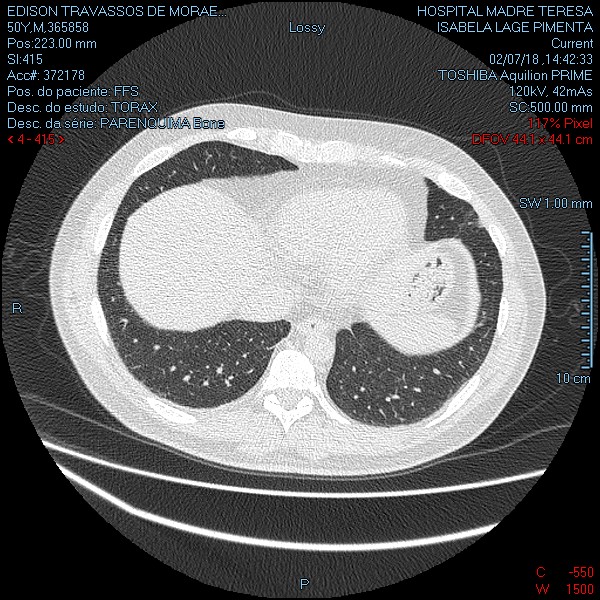 EDISON TRAVASSOS DE MORAE...
50Y,M,365858
Pos:223.00 mm
SI:415
Acc#: 372178
Pos. do paciente: FFS
Desc. do estudo: TORAX
Desc. da série: PARENQUIMA Bone
< 4 - 415 >
Lossy
HOSPITAL MADRE TERESA
ISABELA LAGE PIMENTA
Current
02/07/18 ,14:42:33
TOSHIBA Aquilion PRIME
120kV, 42mAs
SC:500.00 mm
117% Pixel
DFOV:44.1 x 44.1 cm
SW 1.00 mm
R
10 cm
P
C -550
W 1500